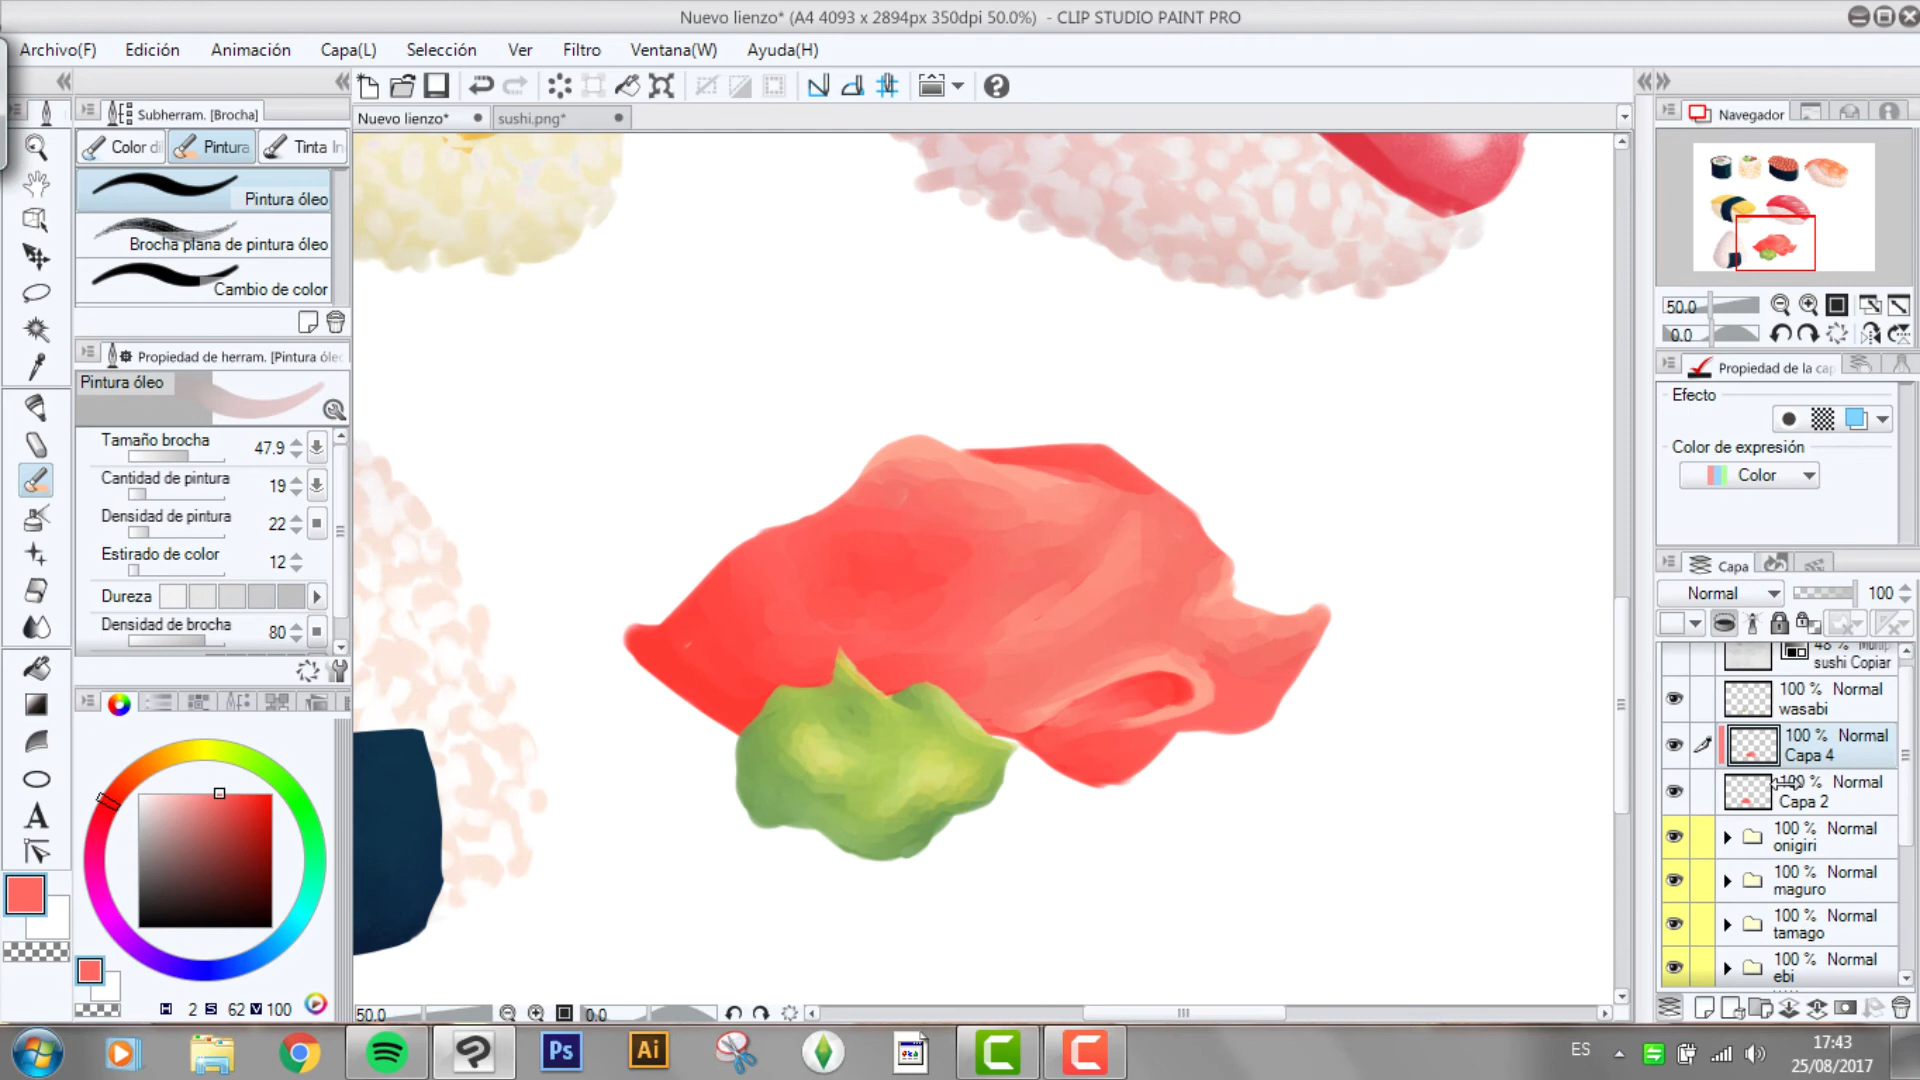 Nuevo lienzo* (A4 4093 x 2894px 350dpi 50.0%)  - CLIP STUDIO PAINT PRO
Archivo(F) Edición Animación Capa(L) Selección Ver Filtro Ventana(W) Ayuda(H)
Subherram. [Brocha]
Nuevo lienzo* sushi.png*
Navegador
Color di Pintura Tinta In
Pintura óleo
Brocha plana de pintura óleo
Cambio de color
50.0
0.0
Propiedad de herram. [Pintura óle
Propiedad de la cap
Pintura óleo
Efecto
Tamaño brocha 47.9
Color de expresión
Color
Cantidad de pintura 19
Densidad de pintura 22
Estirado de color 12
Dureza
Densidad de brocha 80
Capa
Normal 100
sushi Copiar
100 % Normal
wasabi
100 % Normal
Capa 4
100 % Normal
Capa 2
100 % Normal
onigiri
100 % Normal
maguro
100 % Normal
tamago
100 % Normal
ebi
A
H 2 S 62 V 100
50.0 0.0
Ps Ai
ES
17:43
25/08/2017